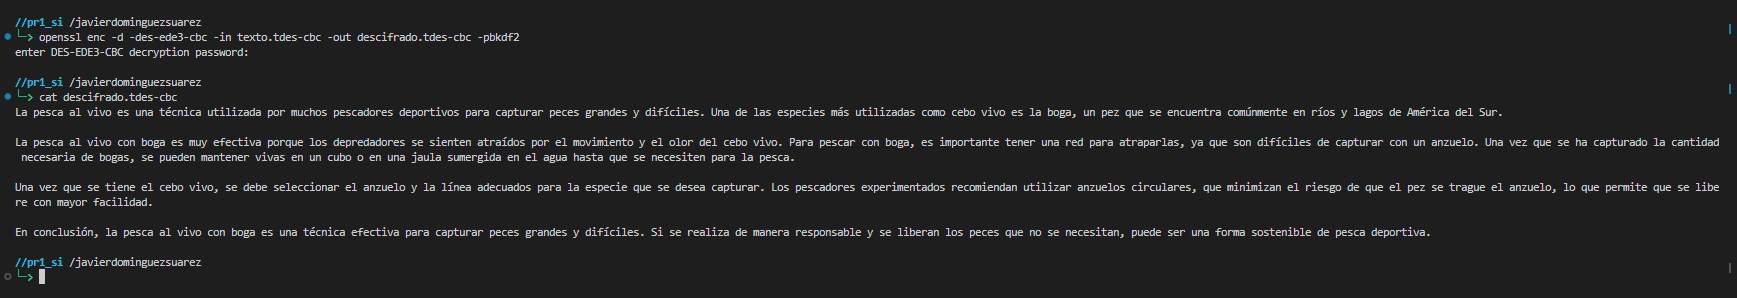 //pr1_si /javierdominguezsuarez
└─> openssl enc -d -des-ede3-cbc -in texto.tdes-cbc -out descifrado.tdes-cbc -pbkdf2
enter DES-EDE3-CBC decryption password:
//pr1_si /javierdominguezsuarez
└─> cat descifrado.tdes-cbc
La pesca al vivo es una técnica utilizada por muchos pescadores deportivos para capturar peces grandes y difíciles. Una de las especies más utilizadas como cebo vivo es la boga, un pez que se encuentra comúnmente en ríos y lagos de América del Sur.
La pesca al vivo con boga es muy efectiva porque los depredadores se sienten atraídos por el movimiento y el olor del cebo vivo. Para pescar con boga, es importante tener una red para atraparlas, ya que son difíciles de capturar con un anzuelo. Una vez que se ha capturado la cantidad
necesaria de bogas, se pueden mantener vivas en un cubo o en una jaula sumergida en el agua hasta que se necesiten para la pesca.
Una vez que se tiene el cebo vivo, se debe seleccionar el anzuelo y la línea adecuados para la especie que se desea capturar. Los pescadores experimentados recomiendan utilizar anzuelos circulares, que minimizan el riesgo de que el pez se trague el anzuelo, lo que permite que se libe
re con mayor facilidad.
En conclusión, la pesca al vivo con boga es una técnica efectiva para capturar peces grandes y difíciles. Si se realiza de manera responsable y se liberan los peces que no se necesitan, puede ser una forma sostenible de pesca deportiva.
//pr1_si /javierdominguezsuarez
└─>